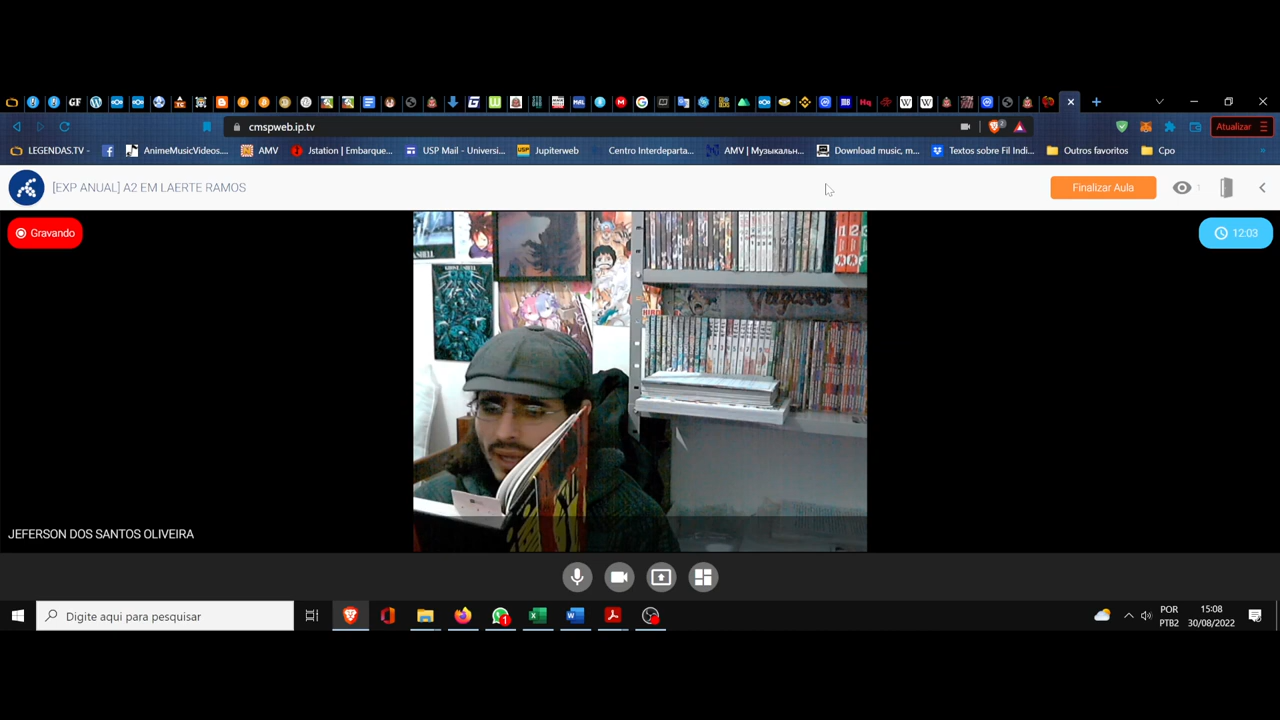 cmspweb.ip.tv
Atualizar
LEGENDAS.TV -
AnimeMusicVideos....
AMV
Jstation | Embarque...
USP Mail - Universi...
Jupiterweb
Centro Interdeparta...
AMV | Музыкальн...
Download music, m...
Textos sobre Fil Indi...
Outros favoritos
Cpo
[EXP ANUAL] A2 EM LAERTE RAMOS
Finalizar Aula
1
Gravando
12:03
JEFERSON DOS SANTOS OLIVEIRA
Digite aqui para pesquisar
POR
PTB2
15:08
30/08/2022